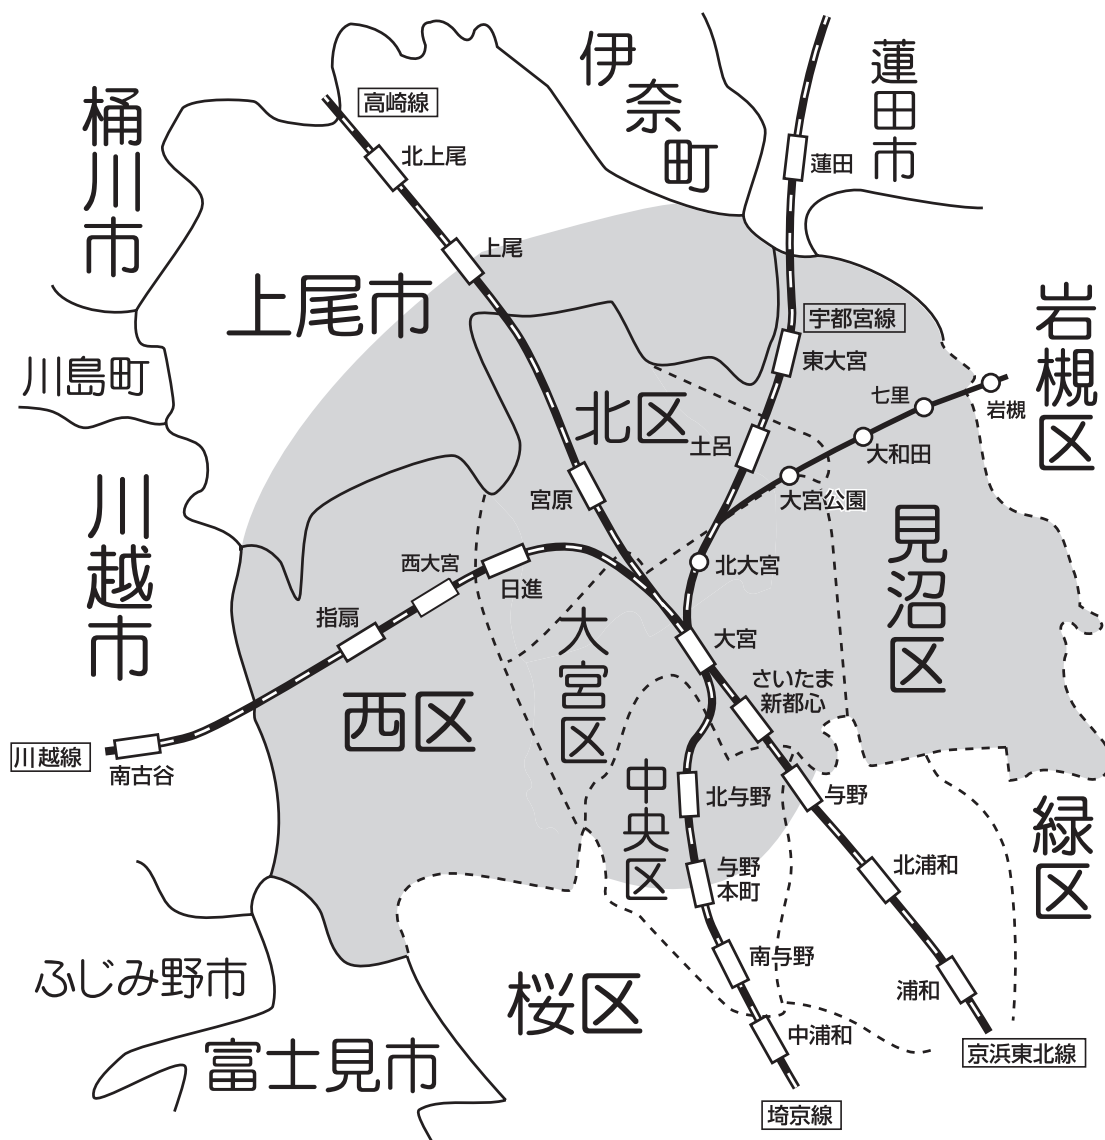 伊奈町
蓮田市
桶川市
高崎線
北上尾
蓮田
上尾
上尾市
宇都宮線
岩槻区
川島町
東大宮
七里
岩槻
北区
土呂
大和田
宮原
大宮公園
川越市
見沼区
西大宮
日進
北大宮
指扇
大宮区
大宮
さいたま
新都心
西区
川越線
南古谷
中央区
北与野
与野
緑区
与野
本町
北浦和
南与野
ふじみ野市
浦和
桜区
中浦和
富士見市
京浜東北線
埼京線